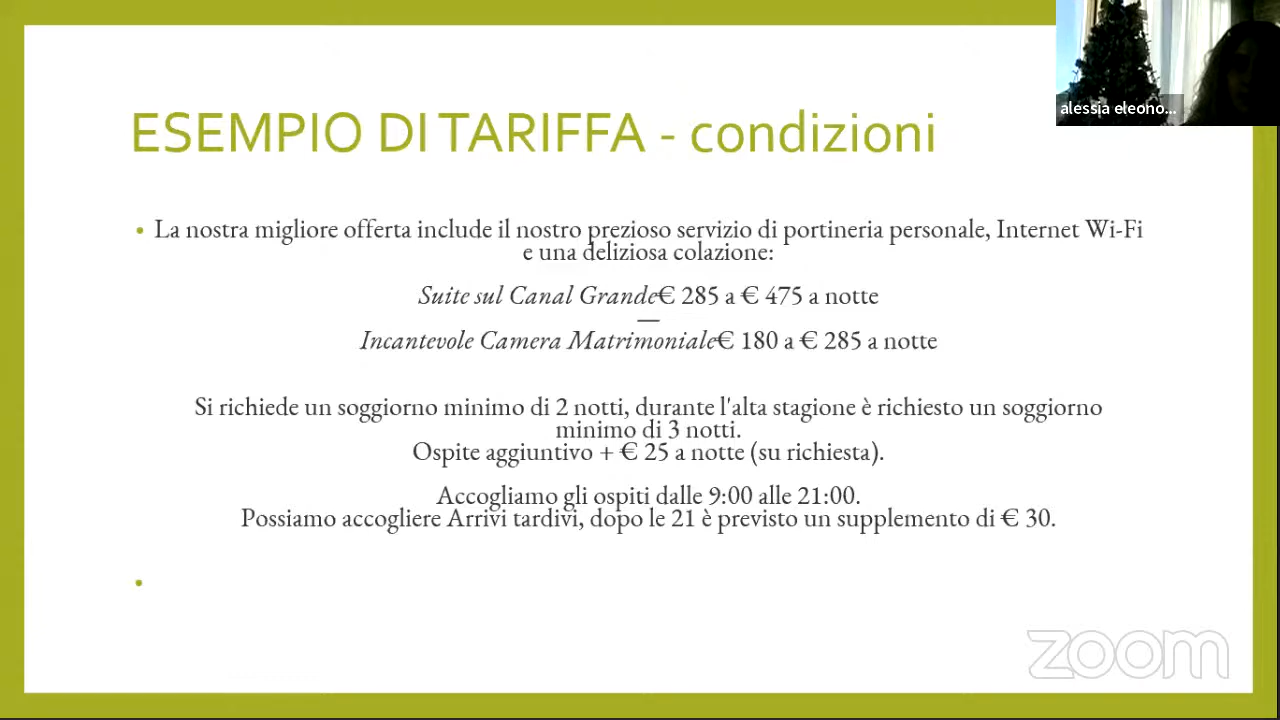 alessia eleono...
ESEMPIO DI TARIFFA - condizioni
• La nostra migliore offerta include il nostro prezioso servizio di portineria personale, Internet Wi-Fi
e una deliziosa colazione:
Suite sul Canal Grande€ 285 a € 475 a notte
—
Incantevole Camera Matrimoniale€ 180 a € 285 a notte
Si richiede un soggiorno minimo di 2 notti, durante l'alta stagione è richiesto un soggiorno
minimo di 3 notti.
Ospite aggiuntivo + € 25 a notte (su richiesta).
Accogliamo gli ospiti dalle 9:00 alle 21:00.
Possiamo accogliere Arrivi tardivi, dopo le 21 è previsto un supplemento di € 30.
•
zoom